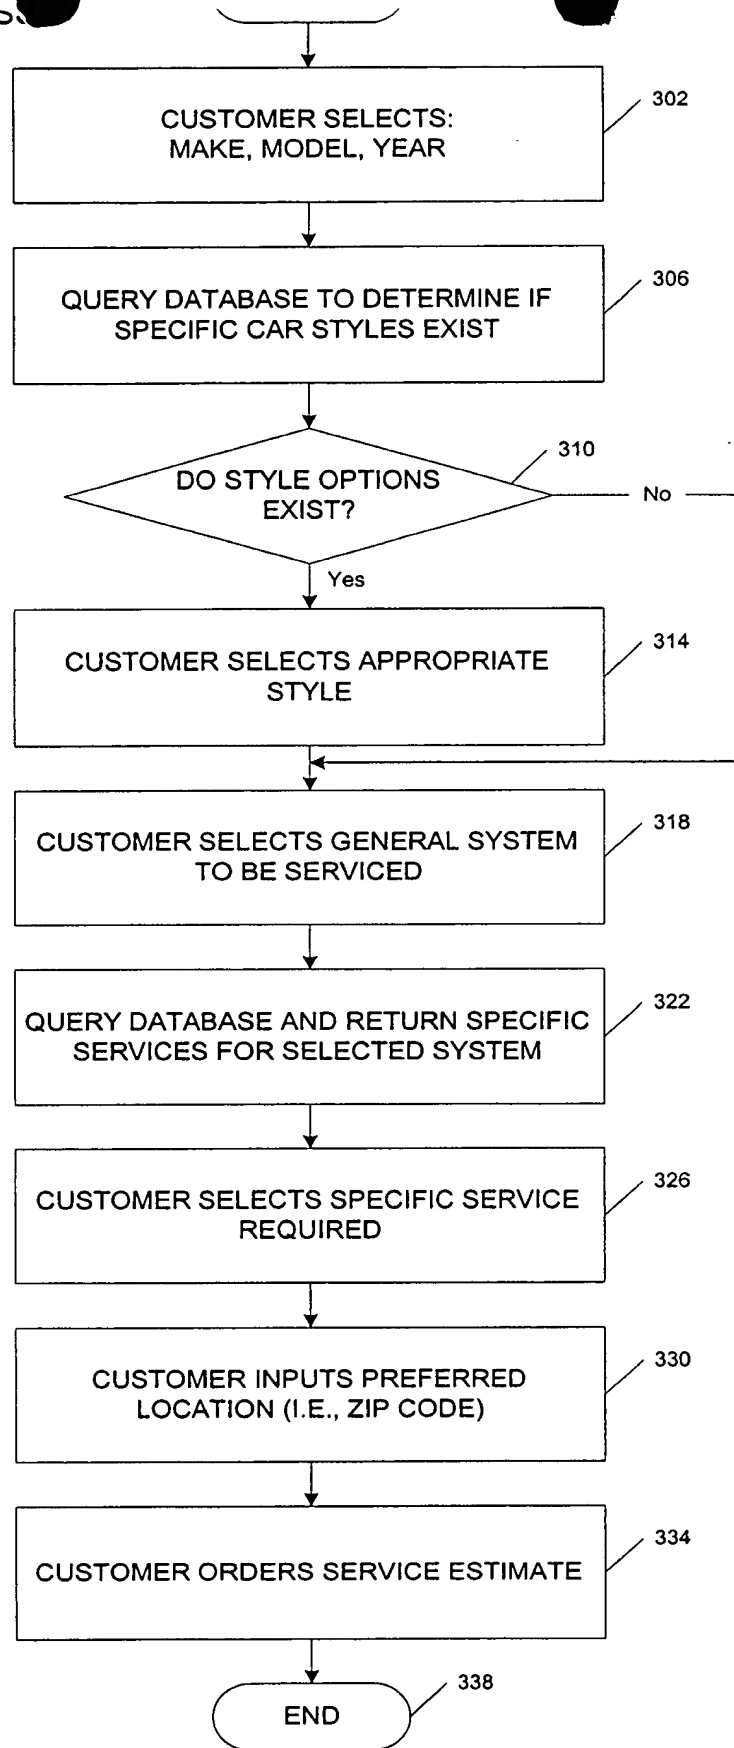 CUSTOMER SELECTS:
MAKE, MODEL, YEAR
302
QUERY DATABASE TO DETERMINE IF
SPECIFIC CAR STYLES EXIST
306
DO STYLE OPTIONS
EXIST?
310
No
Yes
CUSTOMER SELECTS APPROPRIATE
STYLE
314
CUSTOMER SELECTS GENERAL SYSTEM
TO BE SERVICED
318
QUERY DATABASE AND RETURN SPECIFIC
SERVICES FOR SELECTED SYSTEM
322
CUSTOMER SELECTS SPECIFIC SERVICE
REQUIRED
326
CUSTOMER INPUTS PREFERRED
LOCATION (I.E., ZIP CODE)
330
CUSTOMER ORDERS SERVICE ESTIMATE
334
END
338